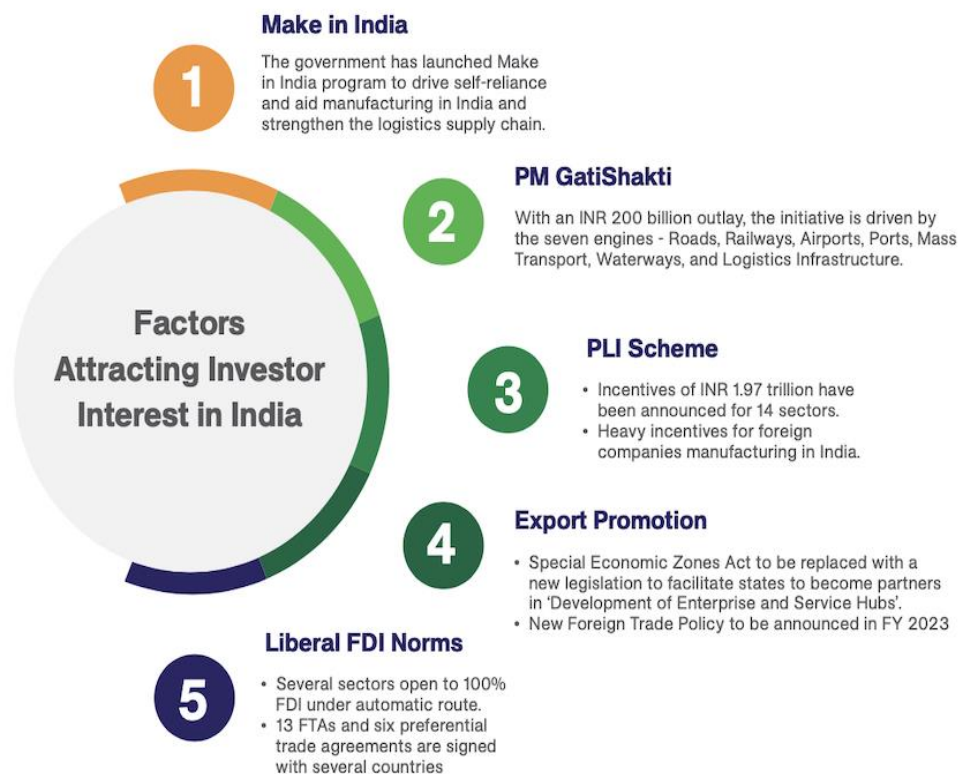 Factors
Attracting Investor
Interest in India
1
Make in India
The government has launched Make
in India program to drive self-reliance
and aid manufacturing in India and
strengthen the logistics supply chain.
2
PM GatiShakti
With an INR 200 billion outlay, the initiative is driven by
the seven engines - Roads, Railways, Airports, Ports, Mass
Transport, Waterways, and Logistics Infrastructure.
3
PLI Scheme
• Incentives of INR 1.97 trillion have
been announced for 14 sectors.
• Heavy incentives for foreign
companies manufacturing in India.
4
Export Promotion
• Special Economic Zones Act to be replaced with a
new legislation to facilitate states to become partners
in ‘Development of Enterprise and Service Hubs’.
• New Foreign Trade Policy to be announced in FY 2023
5
Liberal FDI Norms
• Several sectors open to 100%
FDI under automatic route.
• 13 FTAs and six preferential
trade agreements are signed
with several countries